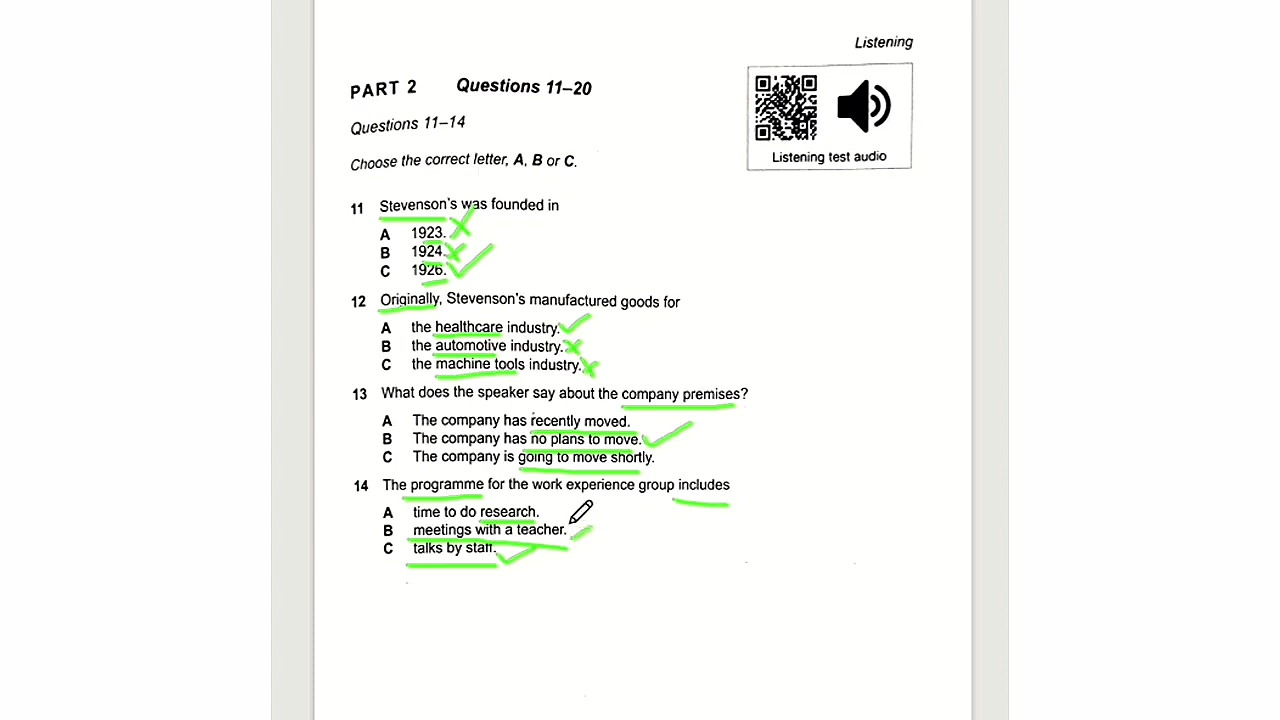 Listening
PART 2 Questions 11–20
Questions 11–14
Choose the correct letter, A, B or C.
Listening test audio
11 Stevenson's was founded in
A 1923.
B 1924.
C 1926.
12 Originally, Stevenson's manufactured goods for
A the healthcare industry.
B the automotive industry.
C the machine tools industry.
13 What does the speaker say about the company premises?
A The company has recently moved.
B The company has no plans to move.
C The company is going to move shortly.
14 The programme for the work experience group includes
A time to do research.
B meetings with a teacher.
C talks by staff.